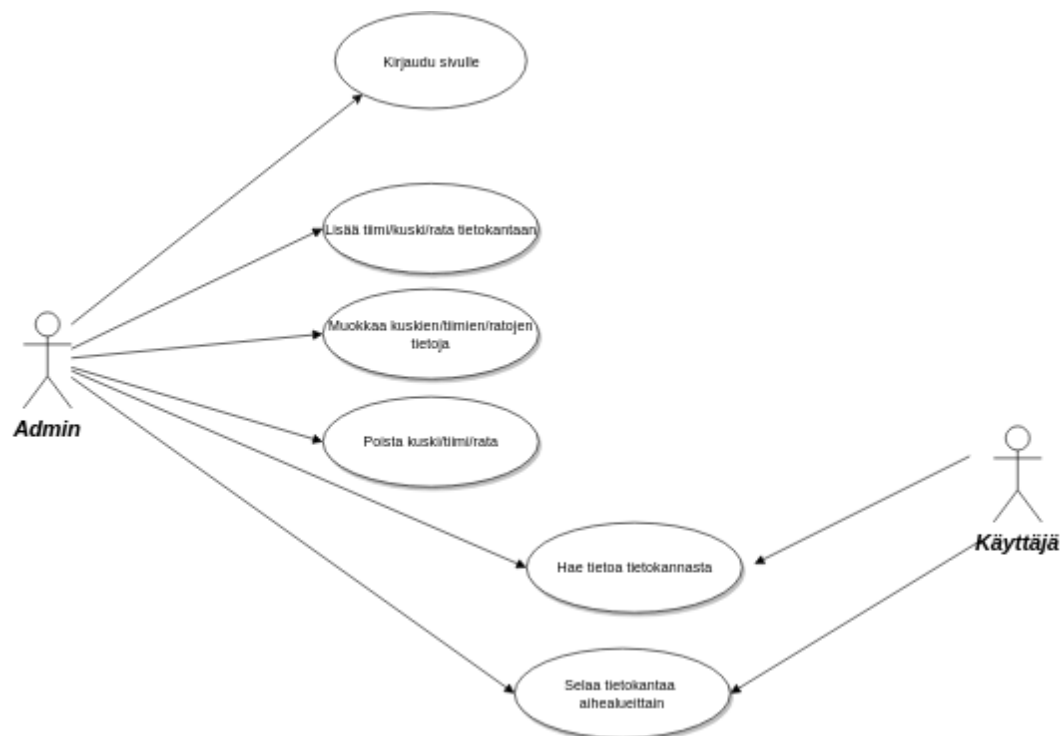 Kirjaudu sivulle
Lisää tiimi/kuski/rata tietokantaan
Muokkaa kuskien/tiimien/ratojen
tietoja
Admin
Poista kuski/tiimi/rata
Käyttäjä
Hae tietoa tietokannasta
Selaa tietokantaa
aihealueittain